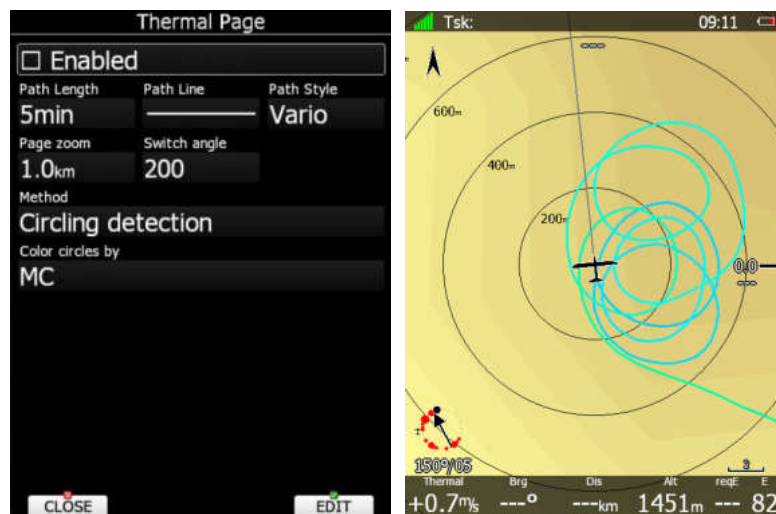 Thermal Page
Enabled
Path Length Path Line Path Style
5min Vario
Page zoom Switch angle
1.0km 200
Method
Circling detection
Color circles by
MC
CLOSE EDIT
Tsk: 09:11
---
600m
400m
200m
0.0
---
150°/05
3
Thermal Brg Dis Alt reqE E
+0.7m/s ---° ---km 1451m --- 82